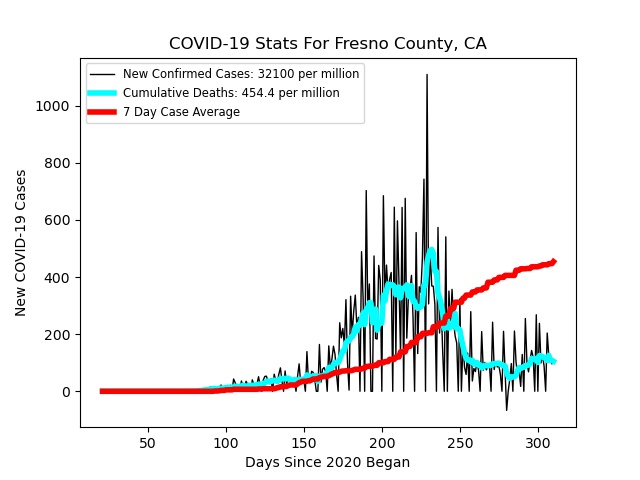 COVID-19 Stats For Fresno County, CA
New Confirmed Cases: 32100 per million
Cumulative Deaths: 454.4 per million
7 Day Case Average
1000
800
600
400
200
0
New COVID-19 Cases
50 100 150 200 250 300
Days Since 2020 Began